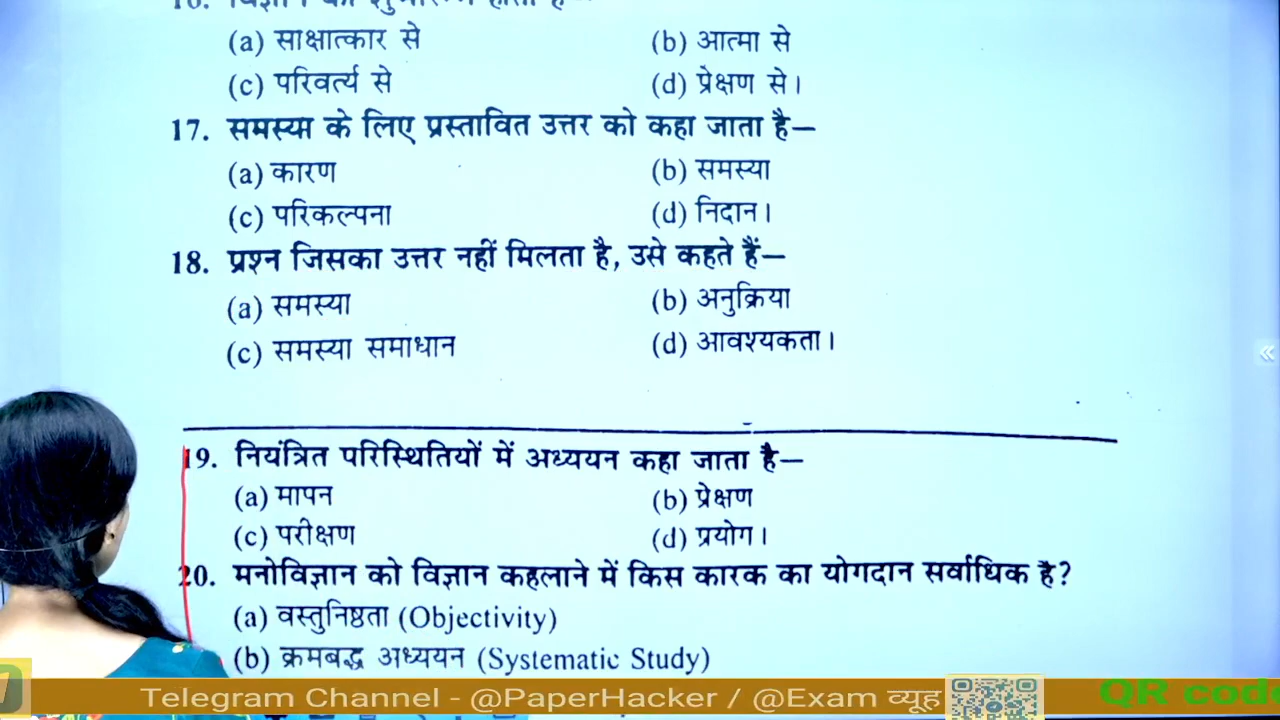 (a) साक्षात्कार से (b) आत्मा से
(c) परिवर्त्य से (d) प्रेक्षण से।
17. समस्या के लिए प्रस्तावित उत्तर को कहा जाता है—
(a) कारण (b) समस्या
(c) परिकल्पना (d) निदान।
18. प्रश्न जिसका उत्तर नहीं मिलता है, उसे कहते हैं—
(a) समस्या (b) अनुक्रिया
(c) समस्या समाधान (d) आवश्यकता।
19. नियंत्रित परिस्थितियों में अध्ययन कहा जाता है—
(a) मापन (b) प्रेक्षण
(c) परीक्षण (d) प्रयोग।
20. मनोविज्ञान को विज्ञान कहलाने में किस कारक का योगदान सर्वाधिक है?
(a) वस्तुनिष्ठता (Objectivity)
(b) क्रमबद्ध अध्ययन (Systematic Study)
Telegram Channel - @PaperHacker / @Exam व्यूह QR code